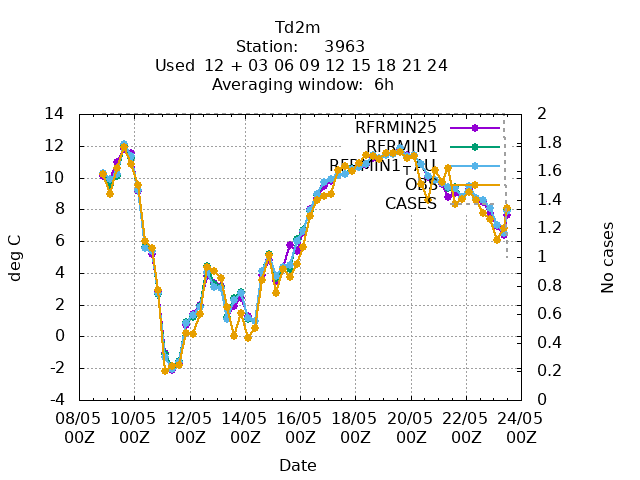 Td2m
Station: 3963
Used 12 + 03 06 09 12 15 18 21 24
Averaging window: 6h
14 2
12 1.8
10 1.6
8 1.4
6 1.2
4 1
2 0.8
0 0.6
-2 0.4
-4 0.2
0
deg C
No cases
RFRMIN25
RFRMIN1
RFRMIN1_AU
OBS
CASES
08/05 10/05 12/05 14/05 16/05 18/05 20/05 22/05 24/05
00Z 00Z 00Z 00Z 00Z 00Z 00Z 00Z 00Z
Date